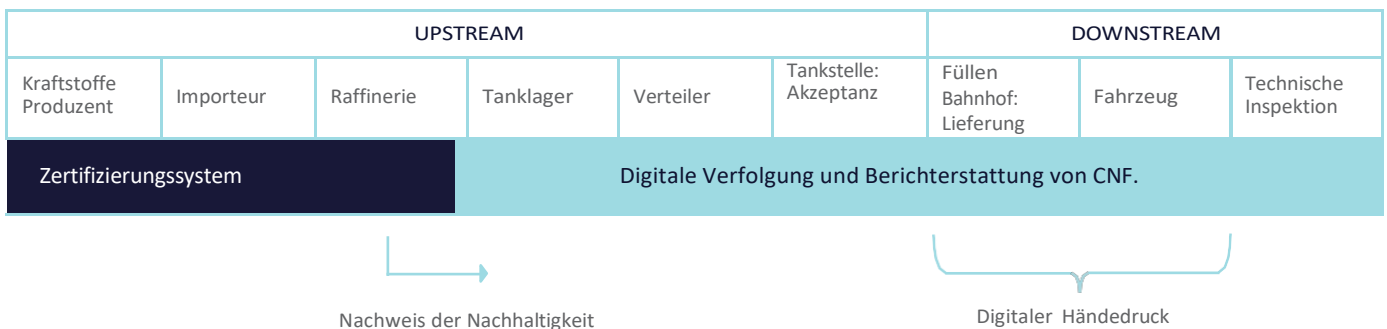 UPSTREAM
DOWNSTREAM
Kraftstoffe
Produzent
Importeur
Raffinerie
Tanklager
Verteiler
Tankstelle:
Akzeptanz
Füllen
Bahnhof:
Lieferung
Fahrzeug
Technische
Inspektion
Zertifizierungssystem
Digitale Verfolgung und Berichterstattung von CNF.
Nachweis der Nachhaltigkeit
Digitaler Händedruck